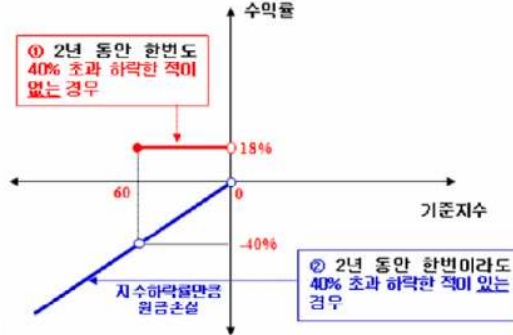 수익률
① 2년 동안 한번도
40% 초과 하락한 적이
없는 경우
18%
60
0
기준지수
-40%
지수하락률만큼
원금손실
② 2년 동안 한번이라도
40% 초과 하락한 적이 있는
경우